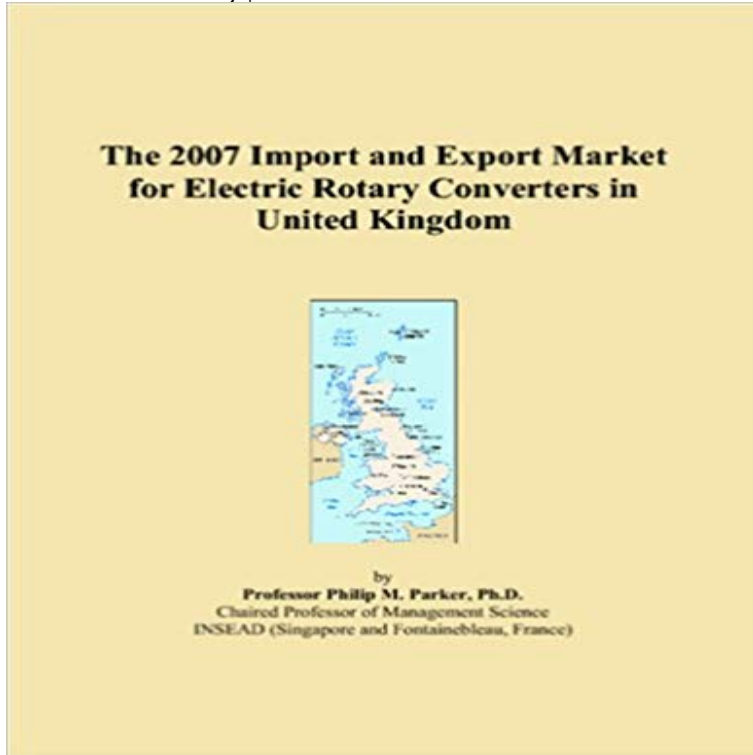 The 2007 Import and Export Market
for Electric Rotary Converters in
United Kingdom
by
Professor Philip M. Parker, Ph.D.
Chaired Professor of Management Science
INSEAD (Singapore and Fontainebleau, France)